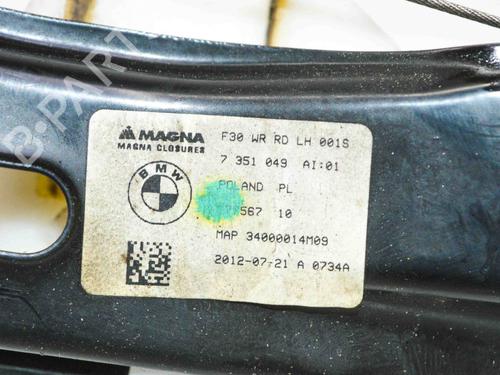 B-PARTS
MAGNA
MAGNA CLOSURES
BMW
F30 WR RD LH 001S
7 351 049 AI:01
POLAND PL
567 10
MAP 34000014M09
2012-07-21 A 0734A